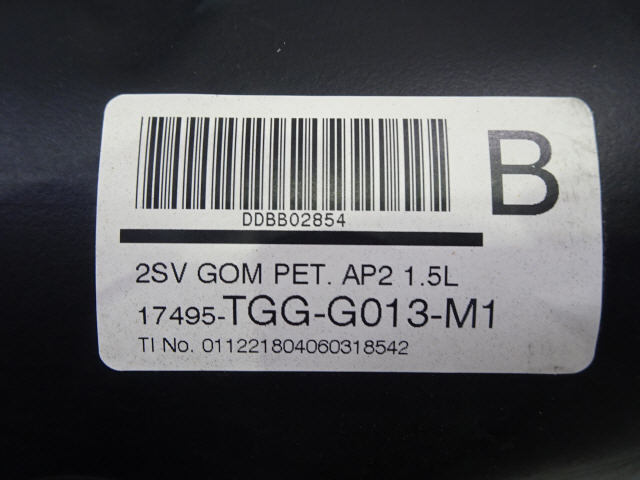 B
DDBB02854
2SV GOM PET. AP2 1.5L
17495-TGG-G013-M1
TI No. 011221804060318542